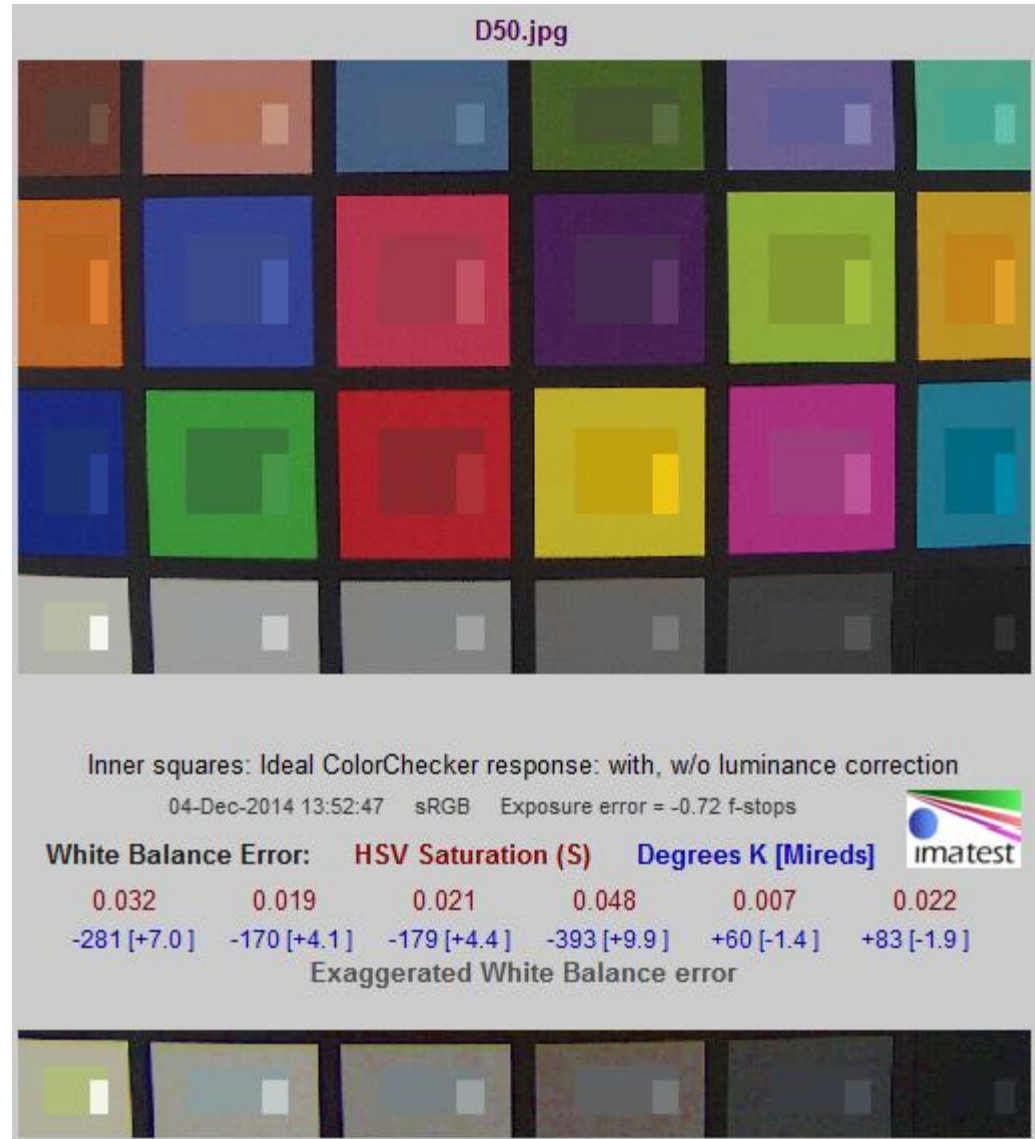 D50.jpg
Inner squares: Ideal ColorChecker response: with, w/o luminance correction
04-Dec-2014 13:52:47 sRGB Exposure error = -0.72 f-stops
imatest
White Balance Error: HSV Saturation (S) Degrees K [Mireds]
0.032 0.019 0.021 0.048 0.007 0.022
-281 [+7.0 ] -170 [+4.1 ] -179 [+4.4 ] -393 [+9.9 ] +60 [-1.4 ] +83 [-1.9 ]
Exaggerated White Balance error